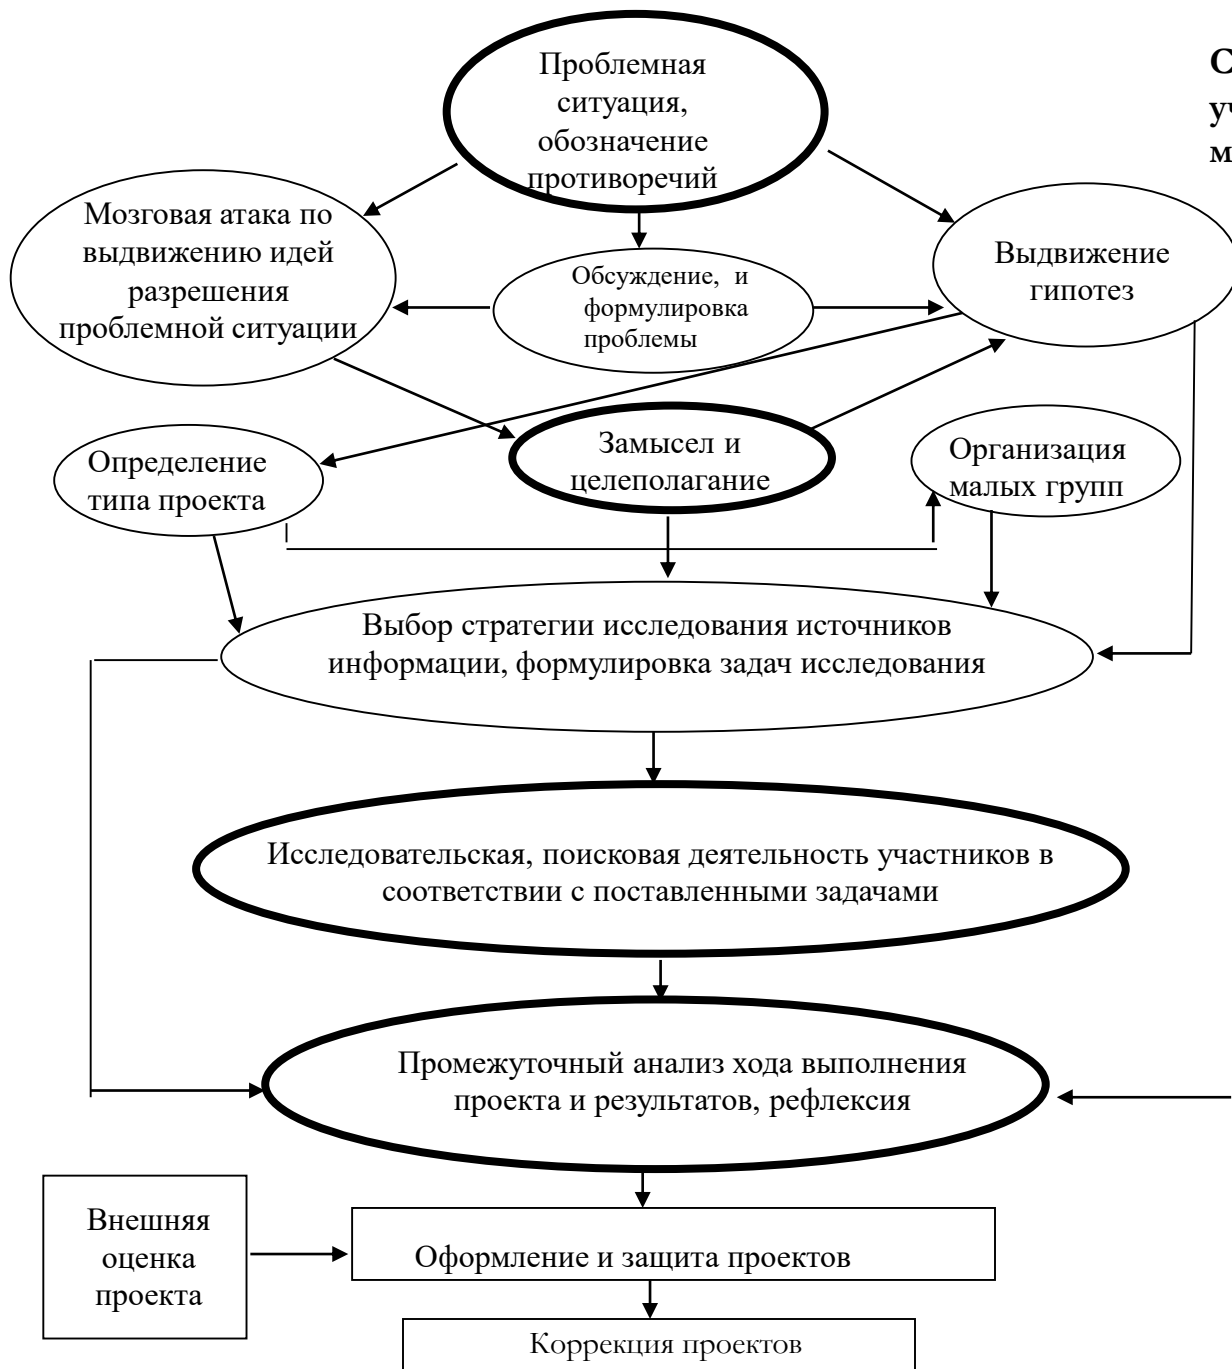 Проблемная
ситуация,
обозначение
противоречий
Мозговая атака по
выдвижению идей
разрешения
проблемной ситуации
Обсуждение, и
формулировка
проблемы
Выдвижение
гипотез
Определение
типа проекта
Замысел и
целеполагание
Организация
малых групп
Выбор стратегии исследования источников
информации, формулировка задач исследования
Исследовательская, поисковая деятельность участников в
соответствии с поставленными задачами
Промежуточный анализ хода выполнения
проекта и результатов, рефлексия
Внешняя
оценка
проекта
Оформление и защита проектов
Коррекция проектов